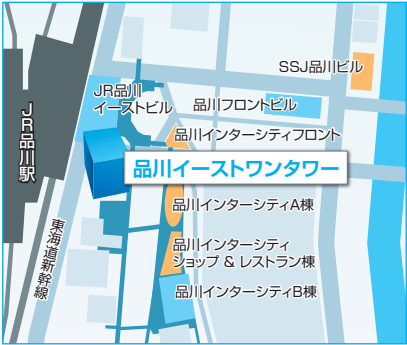 SSJ品川ビル
JR品川
イーストビル
品川フロントビル
JR品川駅
品川インターシティフロント
品川イーストワンタワー
品川インターシティA棟
東海道新幹線
品川インターシティ
ショップ & レストラン棟
品川インターシティB棟